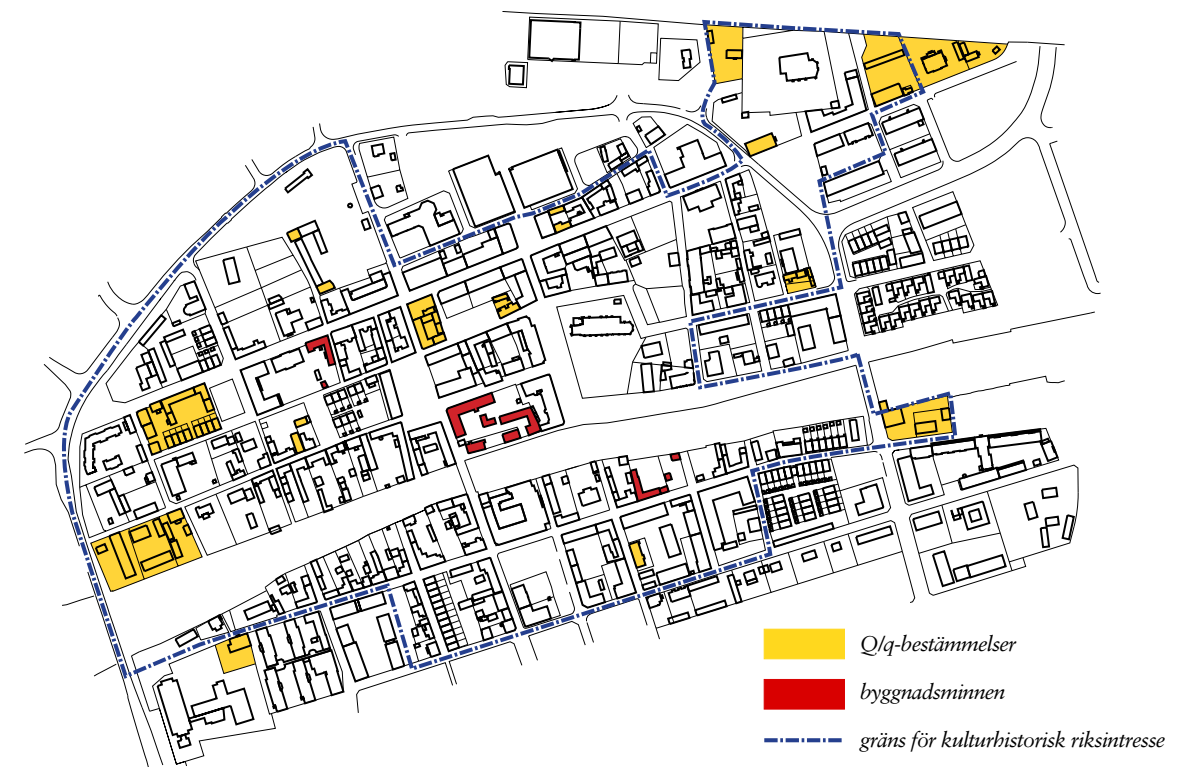 Q/q-bestämmelser
byggnadsminnen
gräns för kulturhistorisk riksintresse